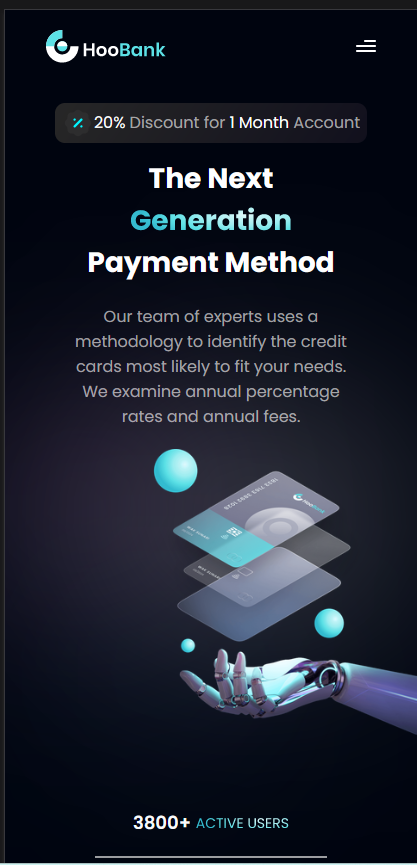 HooBank
20% Discount for 1 Month Account
The Next
Generation
Payment Method
Our team of experts uses a
methodology to identify the credit
cards most likely to fit your needs.
We examine annual percentage
rates and annual fees.
HooBank
3800+ ACTIVE USERS